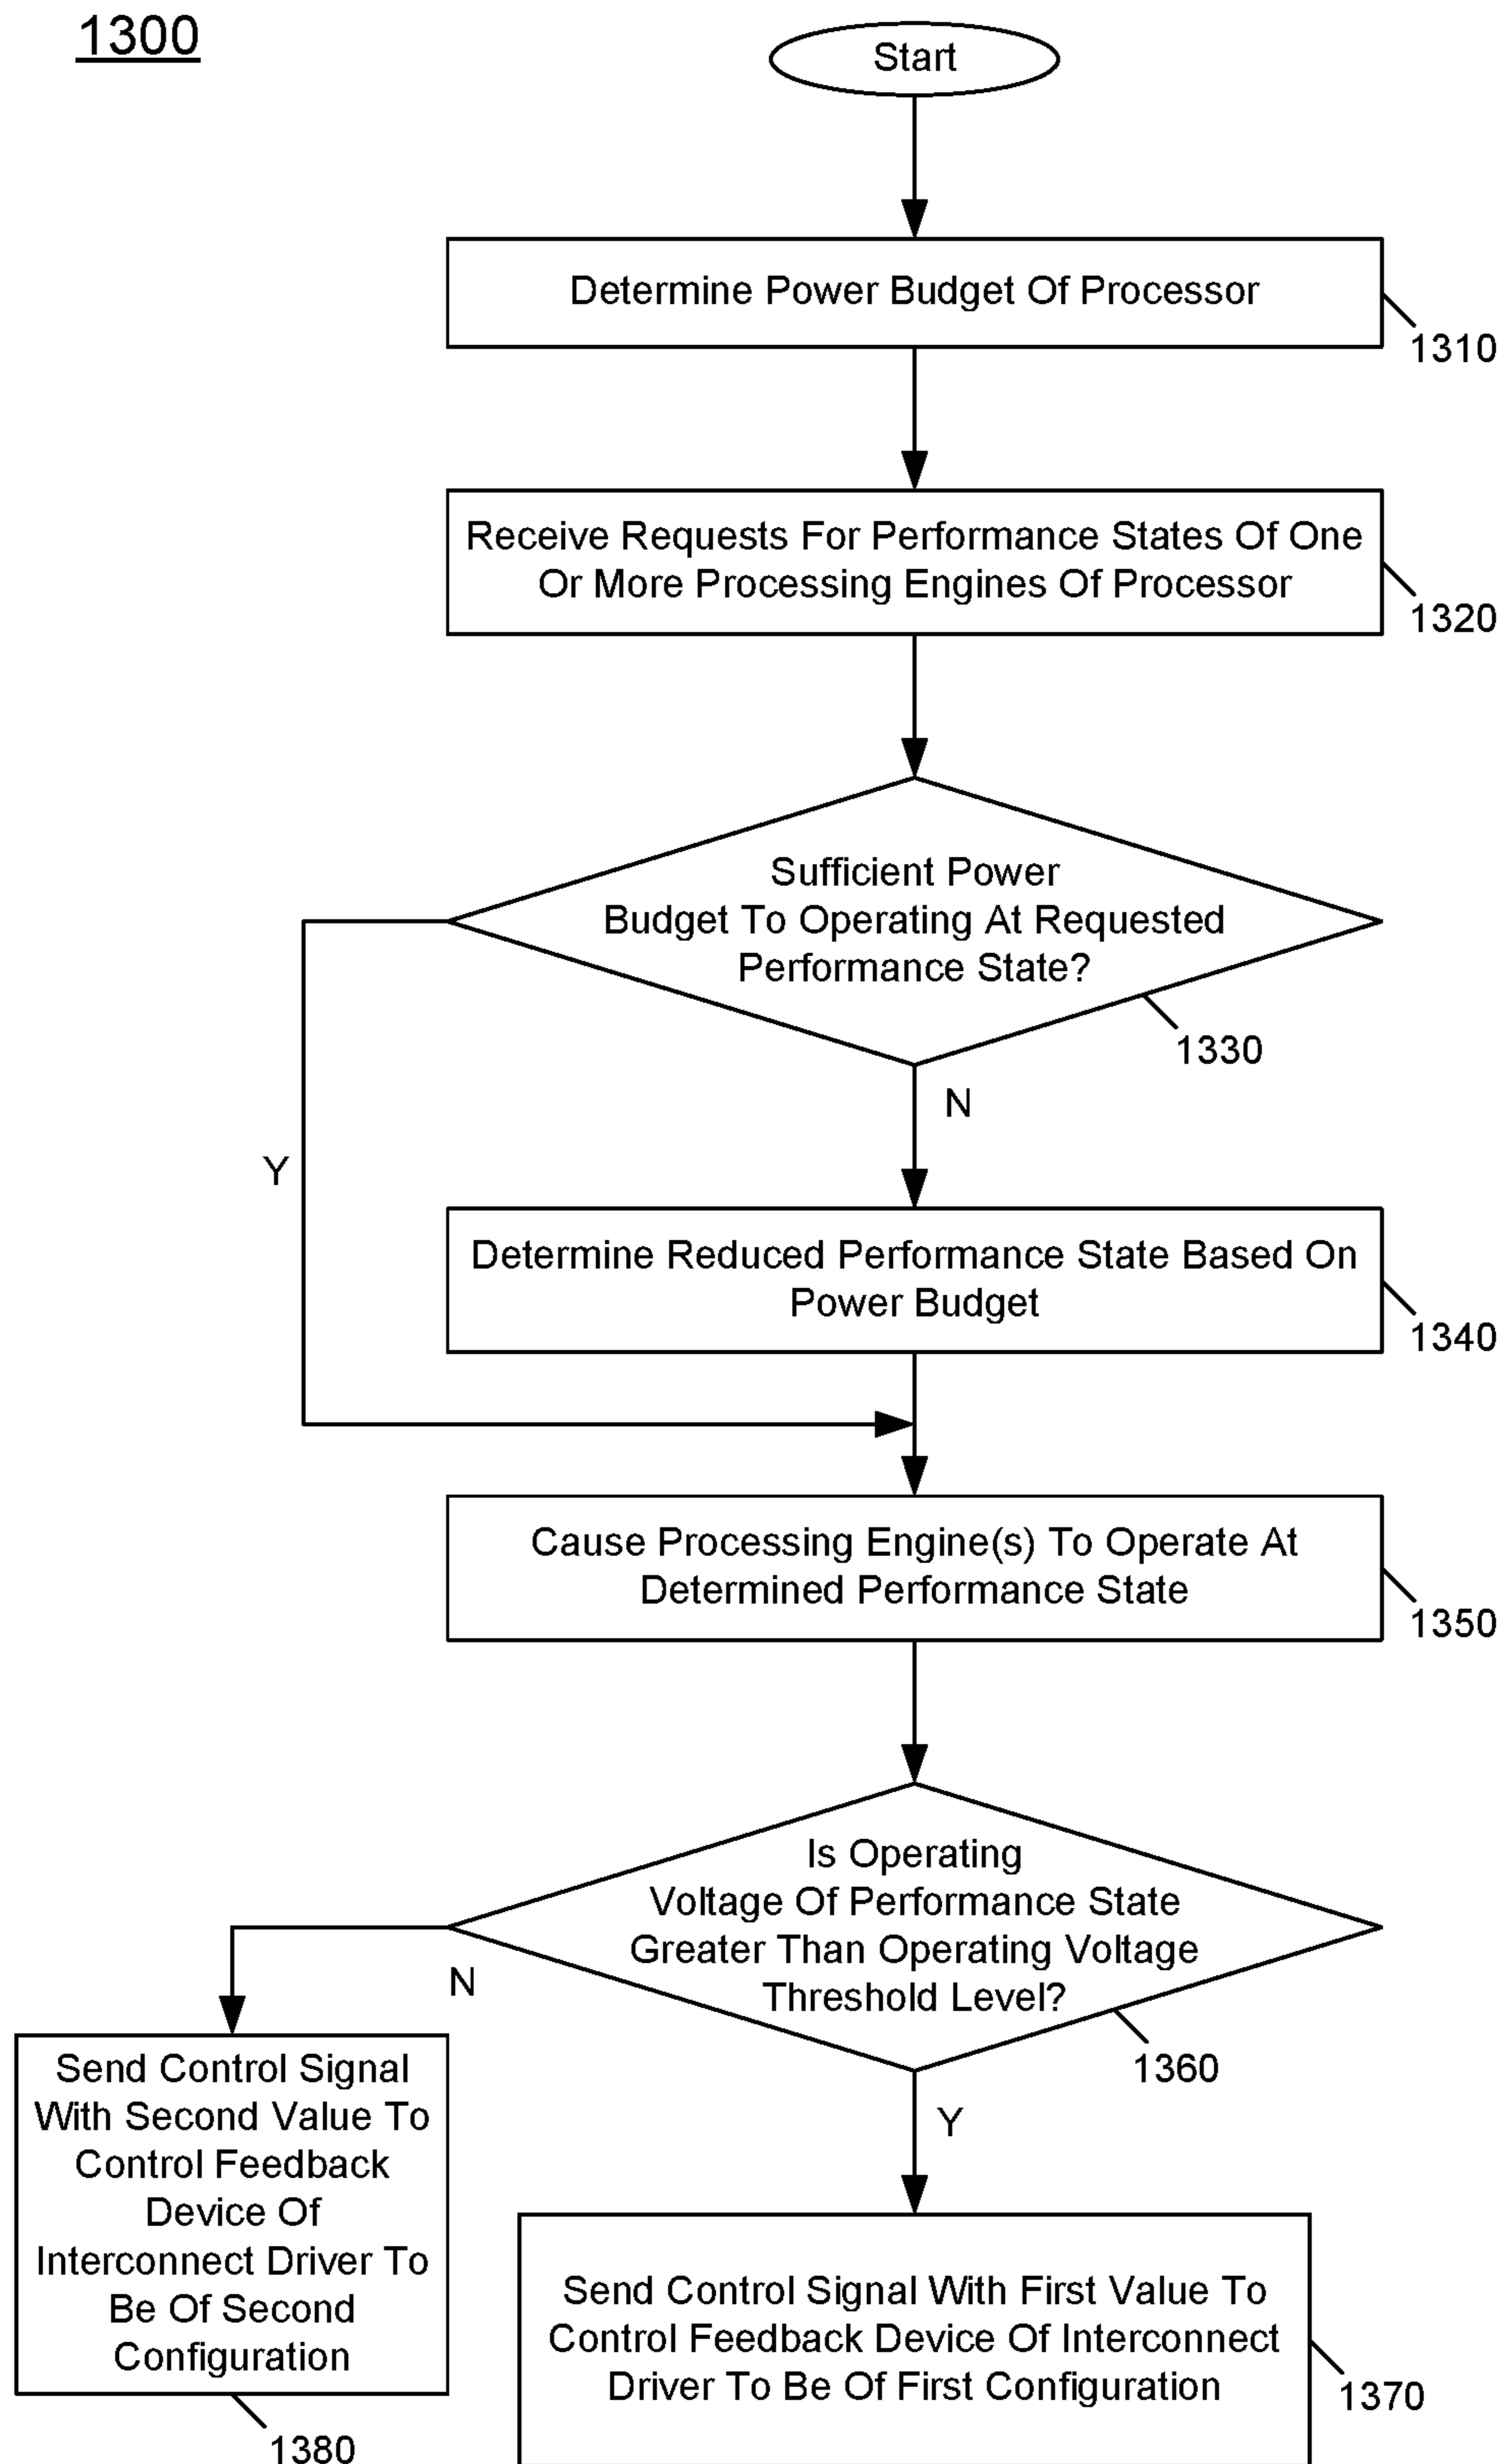 1300
Start
Determine Power Budget Of Processor
1310
Receive Requests For Performance States Of One
Or More Processing Engines Of Processor
1320
Sufficient Power
Budget To Operating At Requested
Performance State?
1330
N
Y
Determine Reduced Performance State Based On
Power Budget
1340
Cause Processing Engine(s) To Operate At
Determined Performance State
1350
Is Operating
Voltage Of Performance State
Greater Than Operating Voltage
Threshold Level?
1360
N
Y
Send Control Signal
With Second Value To
Control Feedback
Device Of
Interconnect Driver To
Be Of Second
Configuration
1380
Send Control Signal With First Value To
Control Feedback Device Of Interconnect
Driver To Be Of First Configuration
1370